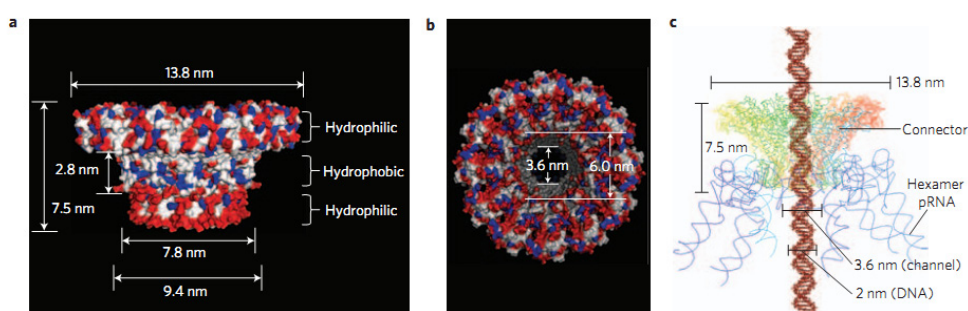 a
13.8 nm
Hydrophilic
2.8 nm
Hydrophobic
7.5 nm
Hydrophilic
7.8 nm
9.4 nm
b
3.6 nm
6.0 nm
c
13.8 nm
Connector
7.5 nm
Hexamer
pRNA
3.6 nm (channel)
2 nm (DNA)